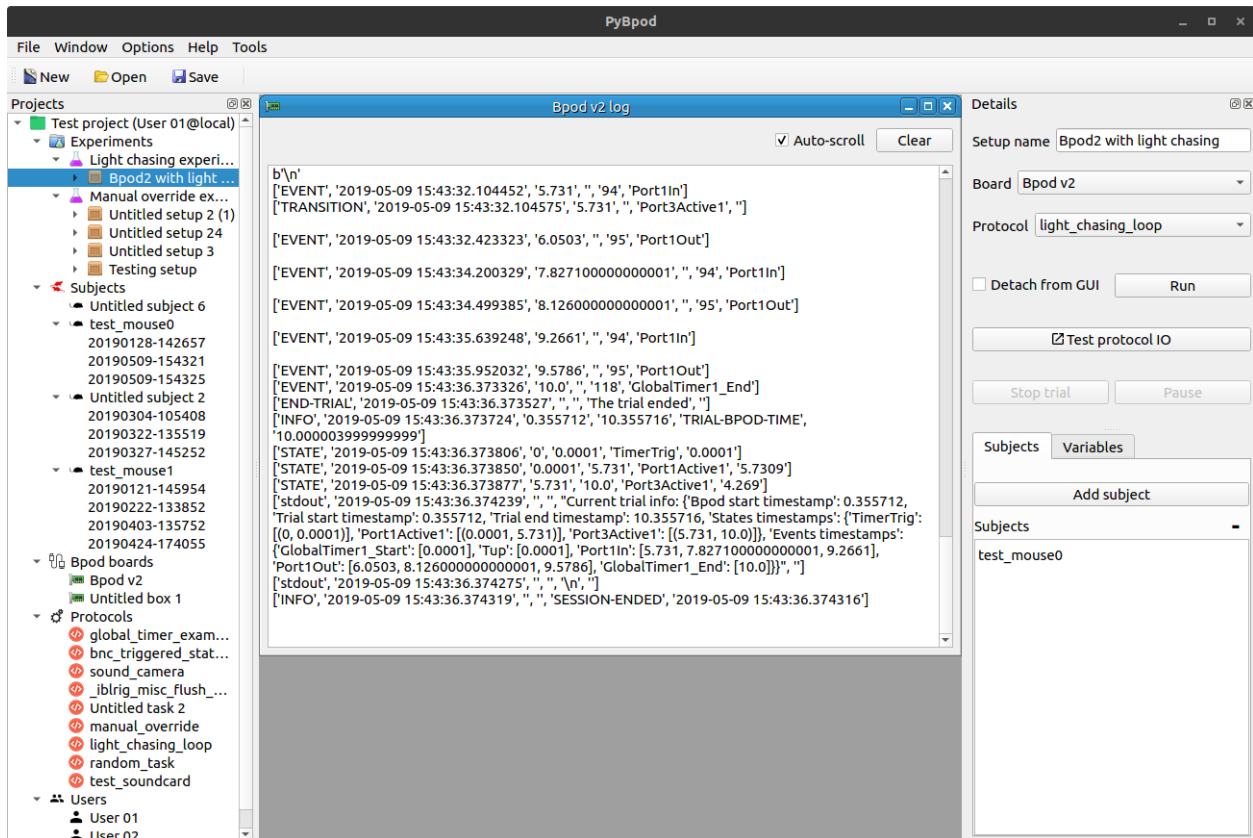 PyBpod
File Window Options Help Tools
New Open Save
Projects
Test project (User 01@local)
Experiments
Light chasing experi...
Bpod2 with light ...
Manual override ex...
Untitled setup 2 (1)
Untitled setup 24
Untitled setup 3
Testing setup
Subjects
Untitled subject 6
test_mouse0
20190128-142657
20190509-154321
20190509-154325
Untitled subject 2
20190304-105408
20190322-135519
20190327-145252
test_mouse1
20190121-145954
20190222-133852
20190403-135752
20190424-174055
Bpod boards
Bpod v2
Untitled box 1
Protocols
global_timer_exam...
bnc_triggered_stat...
sound_camera
_iblrig_misc_flush_...
Untitled task 2
manual_override
light_chasing_loop
random_task
test_soundcard
Users
User 01
User 02
Bpod v2 log
Auto-scroll Clear
b'\n'
['EVENT', '2019-05-09 15:43:32.104452', '5.731', '', '94', 'Port1In']
['TRANSITION', '2019-05-09 15:43:32.104575', '5.731', '', 'Port3Active1', '']
['EVENT', '2019-05-09 15:43:32.423323', '6.0503', '', '95', 'Port1Out']
['EVENT', '2019-05-09 15:43:34.200329', '7.827100000000001', '', '94', 'Port1In']
['EVENT', '2019-05-09 15:43:34.499385', '8.126000000000001', '', '95', 'Port1Out']
['EVENT', '2019-05-09 15:43:35.639248', '9.2661', '', '94', 'Port1In']
['EVENT', '2019-05-09 15:43:35.952032', '9.5786', '', '95', 'Port1Out']
['EVENT', '2019-05-09 15:43:36.373326', '10.0', '', '118', 'GlobalTimer1_End']
['END-TRIAL', '2019-05-09 15:43:36.373527', '', '', 'The trial ended', '']
['INFO', '2019-05-09 15:43:36.373724', '0.355712', '10.355716', 'TRIAL-BPOD-TIME',
'10.000003999999999']
['STATE', '2019-05-09 15:43:36.373806', '0', '0.0001', 'TimerTrig', '0.0001']
['STATE', '2019-05-09 15:43:36.373850', '0.0001', '5.731', 'Port1Active1', '5.7309']
['STATE', '2019-05-09 15:43:36.373877', '5.731', '10.0', 'Port3Active1', '4.269']
['stdout', '2019-05-09 15:43:36.374239', '', '', "Current trial info: {'Bpod start timestamp': 0.355712,
'Trial start timestamp': 0.355712, 'Trial end timestamp': 10.355716, 'States timestamps': {'TimerTrig':
[(0, 0.0001)], 'Port1Active1': [(0.0001, 5.731)], 'Port3Active1': [(5.731, 10.0)]}, 'Events timestamps':
{'GlobalTimer1_Start': [0.0001], 'Tup': [0.0001], 'Port1In': [5.731, 7.827100000000001, 9.2661],
'Port1Out': [6.0503, 8.126000000000001, 9.5786], 'GlobalTimer1_End': [10.0]}}", '']
['stdout', '2019-05-09 15:43:36.374275', '', '', '\n', '']
['INFO', '2019-05-09 15:43:36.374319', '', '', 'SESSION-ENDED', '2019-05-09 15:43:36.374316']
Details
Setup name Bpod2 with light chasing
Board Bpod v2
Protocol light_chasing_loop
Detach from GUI Run
Test protocol IO
Stop trial Pause
Subjects Variables
Add subject
Subjects -
test_mouse0